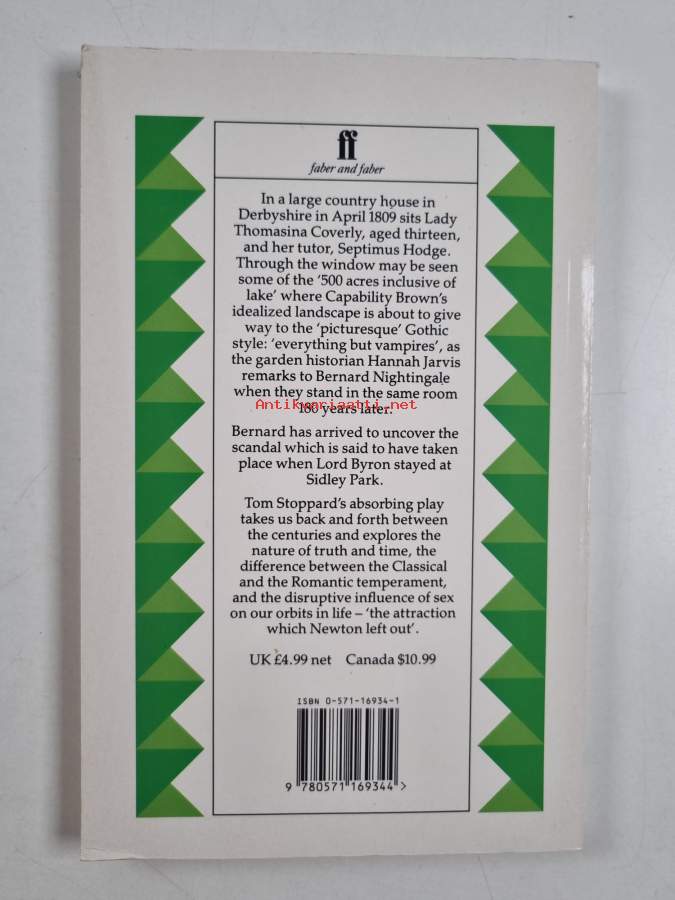 ff
faber and faber
In a large country house in
Derbyshire in April 1809 sits Lady
Thomasina Coverly, aged thirteen,
and her tutor, Septimus Hodge.
Through the window may be seen
some of the ‘500 acres inclusive of
lake’ where Capability Brown’s
idealized landscape is about to give
way to the ‘picturesque’ Gothic
style: ‘everything but vampires’, as
the garden historian Hannah Jarvis
remarks to Bernard Nightingale
when they stand in the same room
Antikvariaatti.net
180 years later.
Bernard has arrived to uncover the
scandal which is said to have taken
place when Lord Byron stayed at
Sidley Park.
Tom Stoppard’s absorbing play
takes us back and forth between
the centuries and explores the
nature of truth and time, the
difference between the Classical
and the Romantic temperament,
and the disruptive influence of sex
on our orbits in life – ‘the attraction
which Newton left out’.
UK £4.99 net Canada $10.99
ISBN 0-571-16934-1
9 780571 169344 >